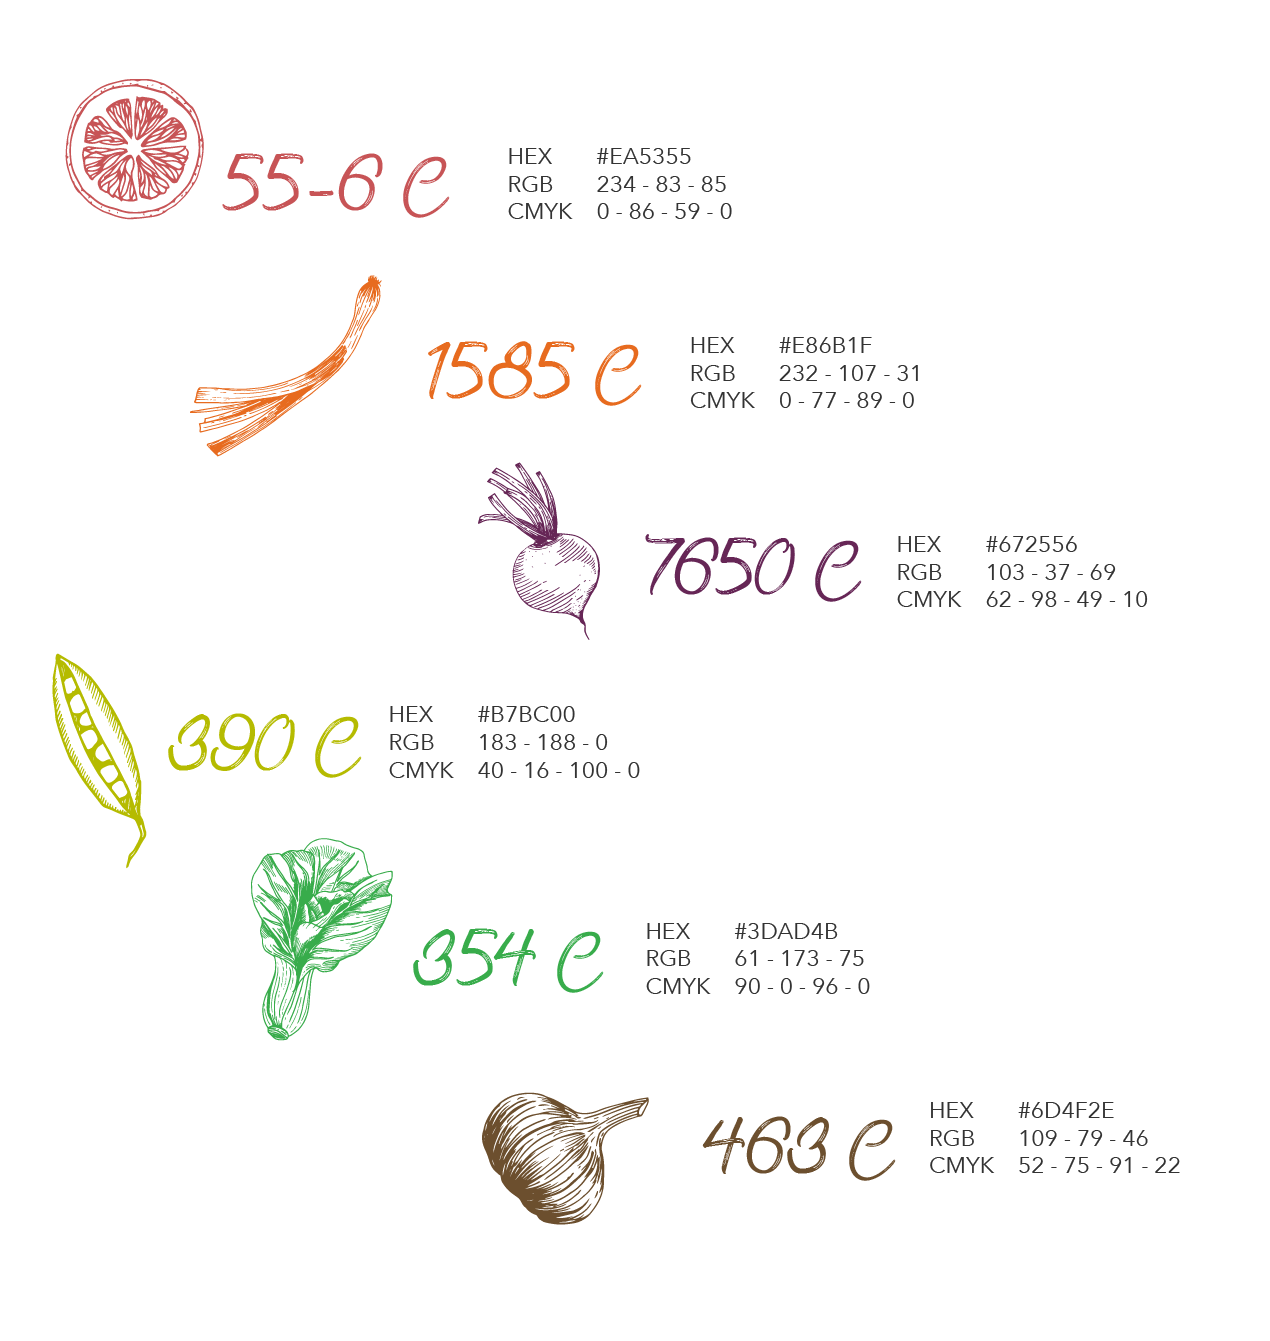 55-6 C
HEX #EA5355
RGB 234 - 83 - 85
CMYK 0 - 86 - 59 - 0
1585 C
HEX #E86B1F
RGB 232 - 107 - 31
CMYK 0 - 77 - 89 - 0
7650 C
HEX #672556
RGB 103 - 37 - 69
CMYK 62 - 98 - 49 - 10
390 C
HEX #B7BC00
RGB 183 - 188 - 0
CMYK 40 - 16 - 100 - 0
354 C
HEX #3DAD4B
RGB 61 - 173 - 75
CMYK 90 - 0 - 96 - 0
463 C
HEX #6D4F2E
RGB 109 - 79 - 46
CMYK 52 - 75 - 91 - 22